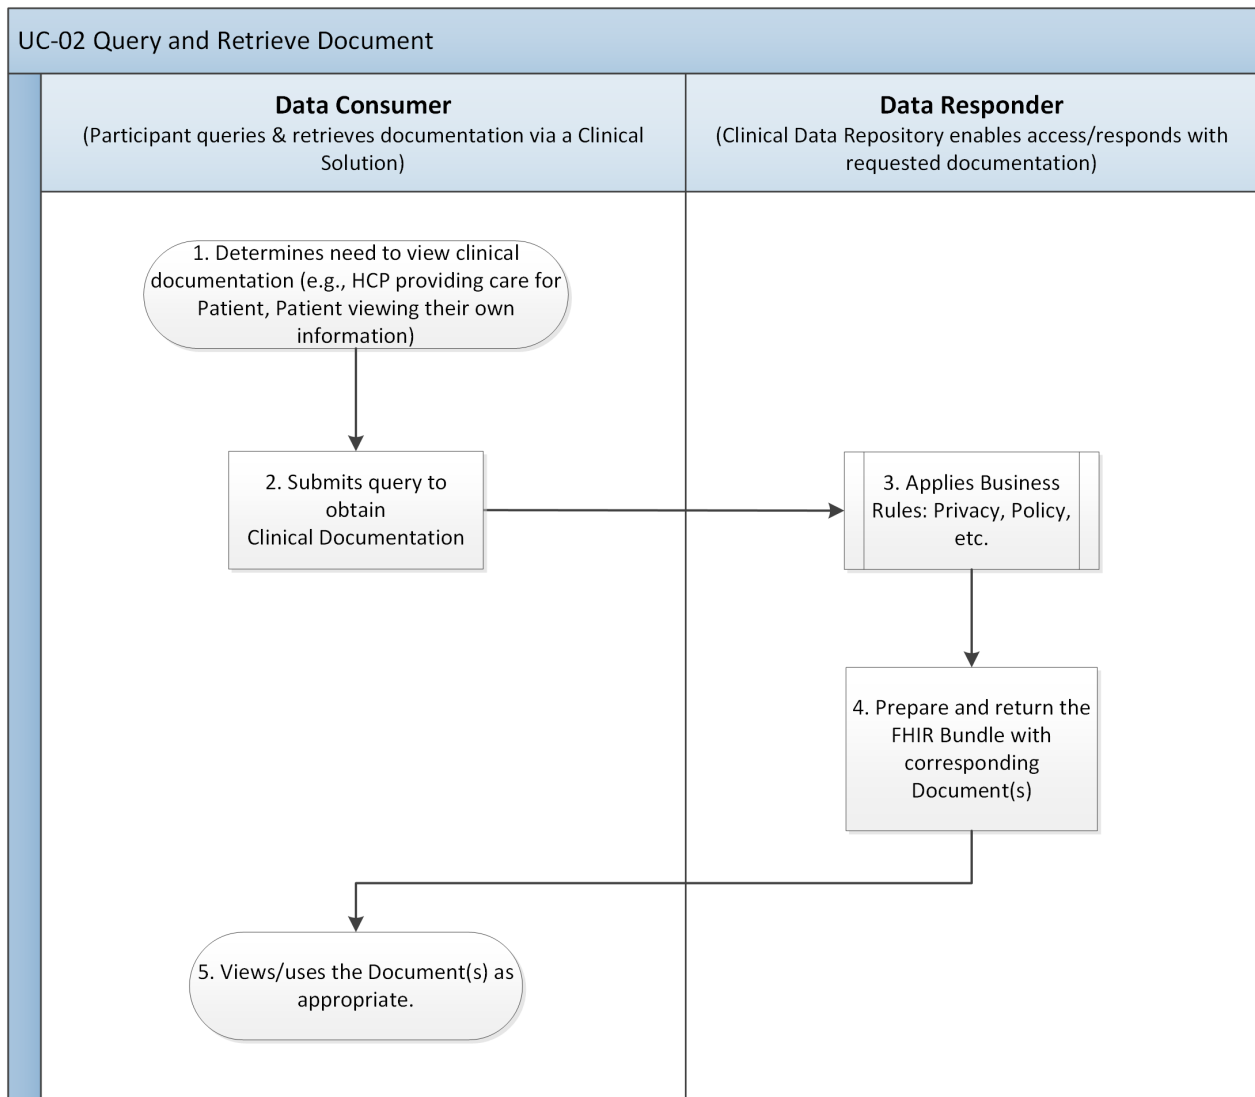 UC-02 Query and Retrieve Document
Data Consumer
(Participant queries & retrieves documentation via a Clinical
Solution)
Data Responder
(Clinical Data Repository enables access/responds with
requested documentation)
1. Determines need to view clinical
documentation (e.g., HCP providing care for
Patient, Patient viewing their own
information)
2. Submits query to
obtain
Clinical Documentation
3. Applies Business
Rules: Privacy, Policy,
etc.
4. Prepare and return the
FHIR Bundle with
corresponding
Document(s)
5. Views/uses the Document(s) as
appropriate.